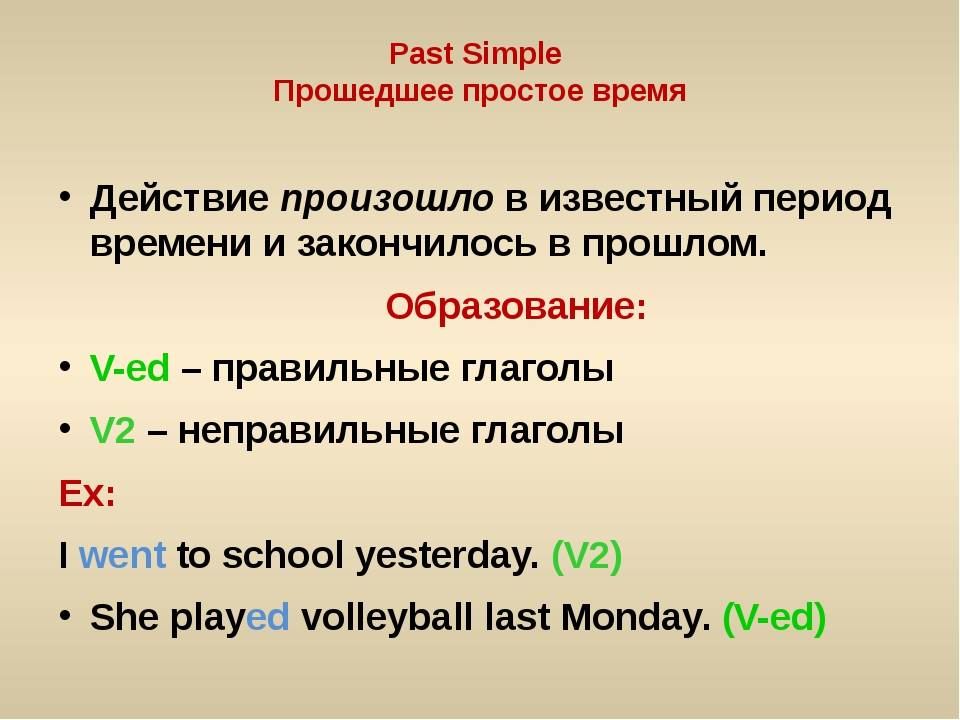 Past Simple
Прошедшее простое время
• Действие произошло в известный период
времени и закончилось в прошлом.
Образование:
• V-ed – правильные глаголы
• V2 – неправильные глаголы
Ex:
I went to school yesterday. (V2)
• She played volleyball last Monday. (V-ed)